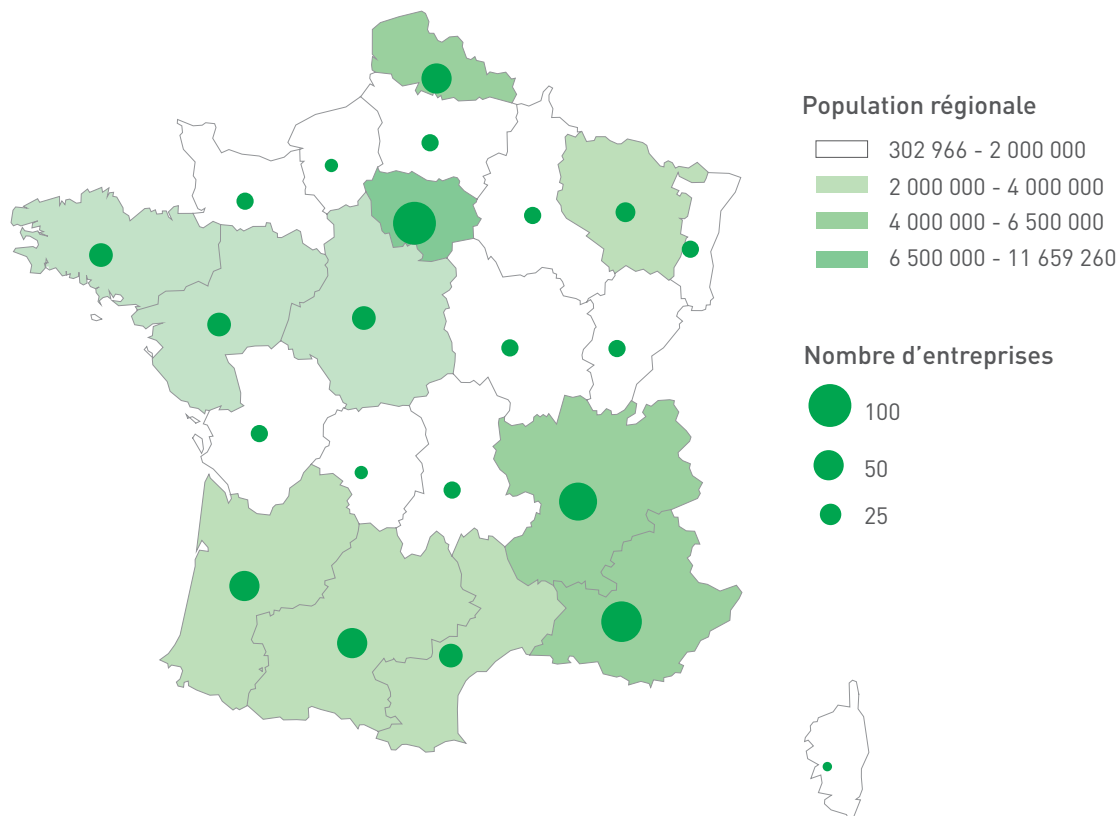 Population régionale
302 966 - 2 000 000
2 000 000 - 4 000 000
4 000 000 - 6 500 000
6 500 000 - 11 659 260
Nombre d’entreprises
100
50
25